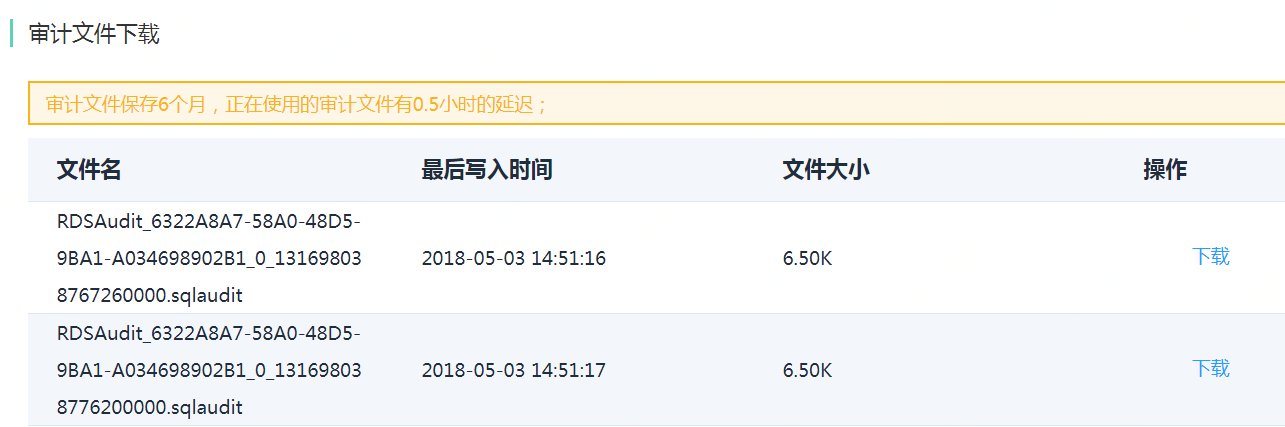 审计文件下载
审计文件保存6个月，正在使用的审计文件有0.5小时的延迟；
文件名 最后写入时间 文件大小 操作
RDSAudit_6322A8A7-58A0-48D5-
9BA1-A034698902B1_0_13169803 2018-05-03 14:51:16 6.50K 下载
8767260000.sqlaudit
RDSAudit_6322A8A7-58A0-48D5-
9BA1-A034698902B1_0_13169803 2018-05-03 14:51:17 6.50K 下载
8776200000.sqlaudit